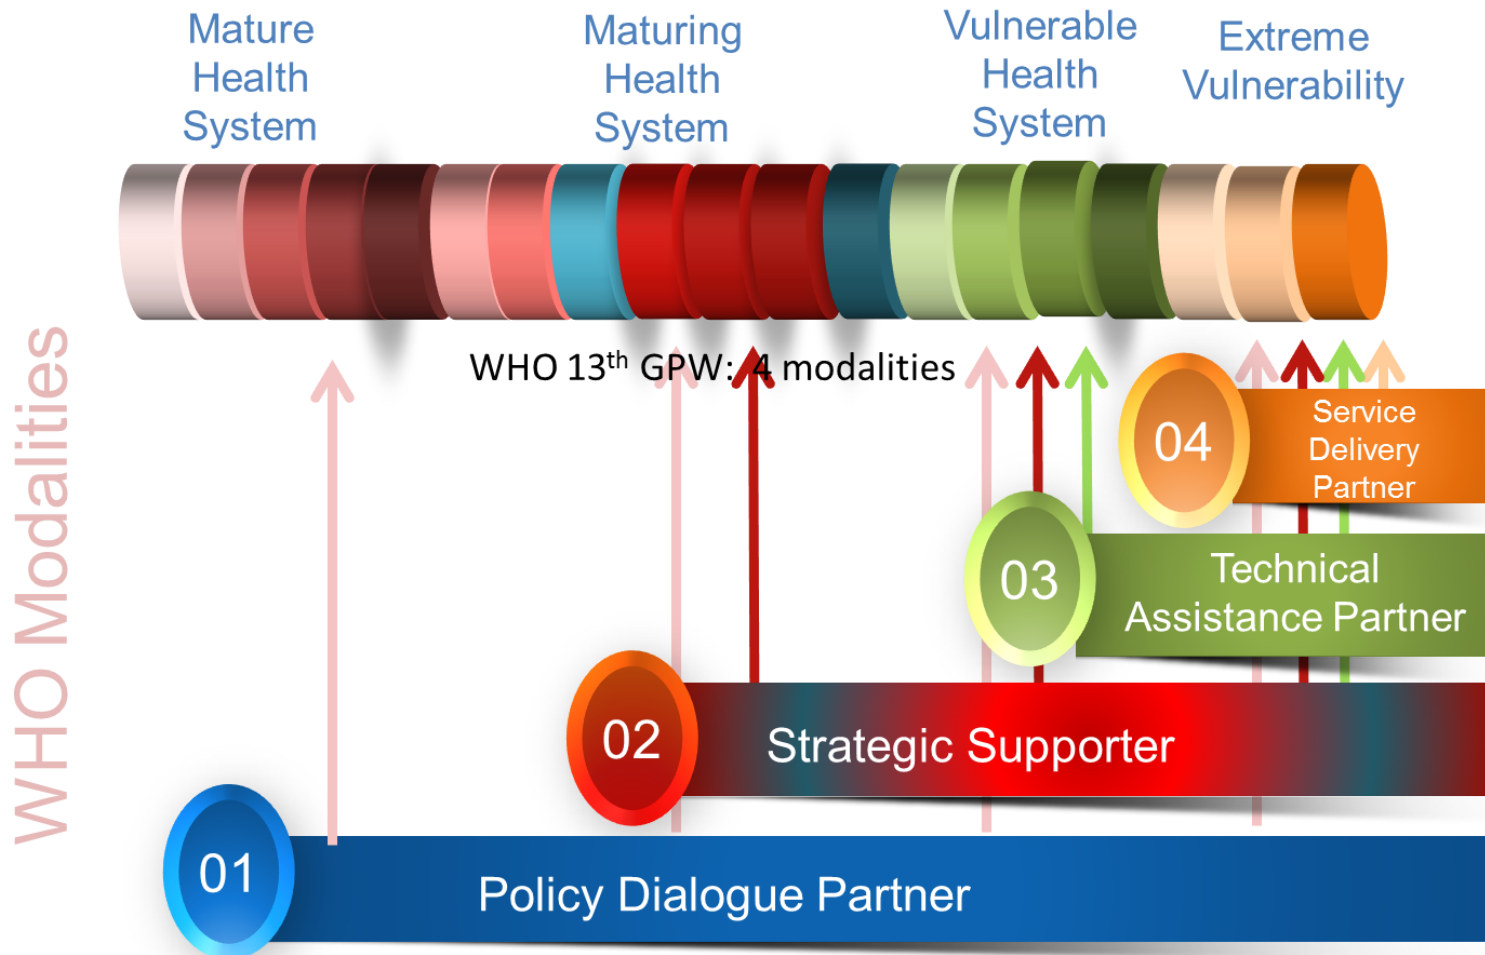 Mature
Health
System
Maturing
Health
System
Vulnerable
Health
System
Extreme
Vulnerability
WHO Modalities
WHO 13th GPW: 4 modalities
04
Service
Delivery
Partner
03
Technical
Assistance Partner
02
Strategic Supporter
01
Policy Dialogue Partner